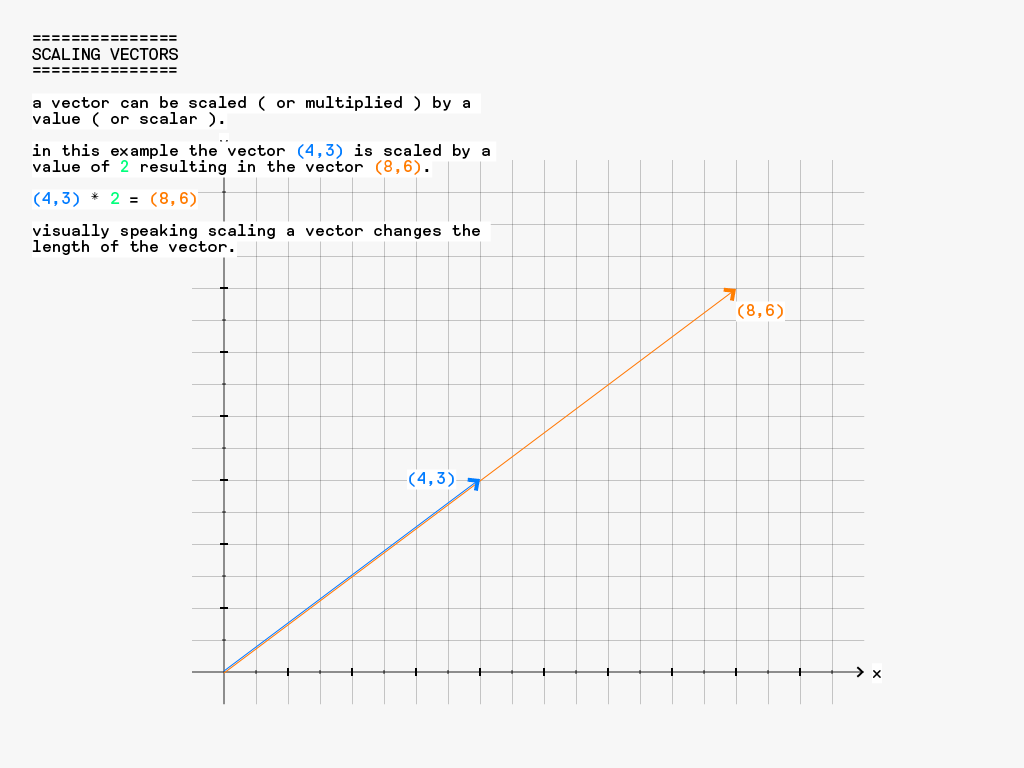 ===============
SCALING VECTORS
===============
a vector can be scaled ( or multiplied ) by a
value ( or scalar ).
in this example the vector (4,3) is scaled by a
value of 2 resulting in the vector (8,6).
(4,3) * 2 = (8,6)
visually speaking scaling a vector changes the
length of the vector.
(8,6)
(4,3)
x